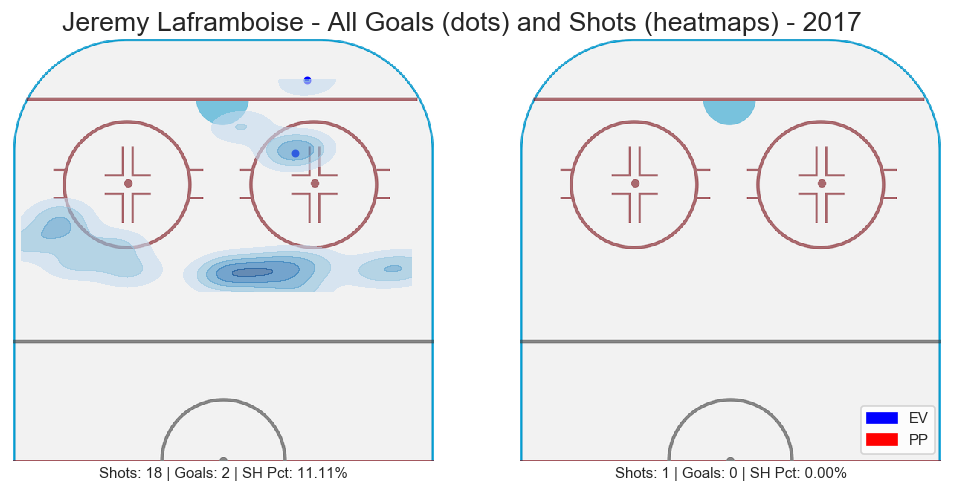 Jeremy Laframboise - All Goals (dots) and Shots (heatmaps) - 2017
EV
PP
Shots: 18 | Goals: 2 | SH Pct: 11.11%
Shots: 1 | Goals: 0 | SH Pct: 0.00%